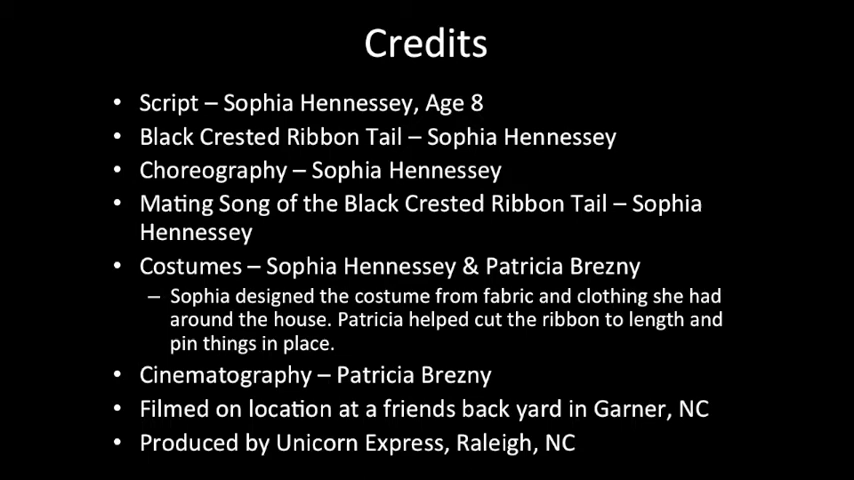 Credits
• Script – Sophia Hennessey, Age 8
• Black Crested Ribbon Tail – Sophia Hennessey
• Choreography – Sophia Hennessey
• Mating Song of the Black Crested Ribbon Tail – Sophia
Hennessey
• Costumes – Sophia Hennessey & Patricia Brezny
– Sophia designed the costume from fabric and clothing she had
around the house. Patricia helped cut the ribbon to length and
pin things in place.
• Cinematography – Patricia Brezny
• Filmed on location at a friends back yard in Garner, NC
• Produced by Unicorn Express, Raleigh, NC